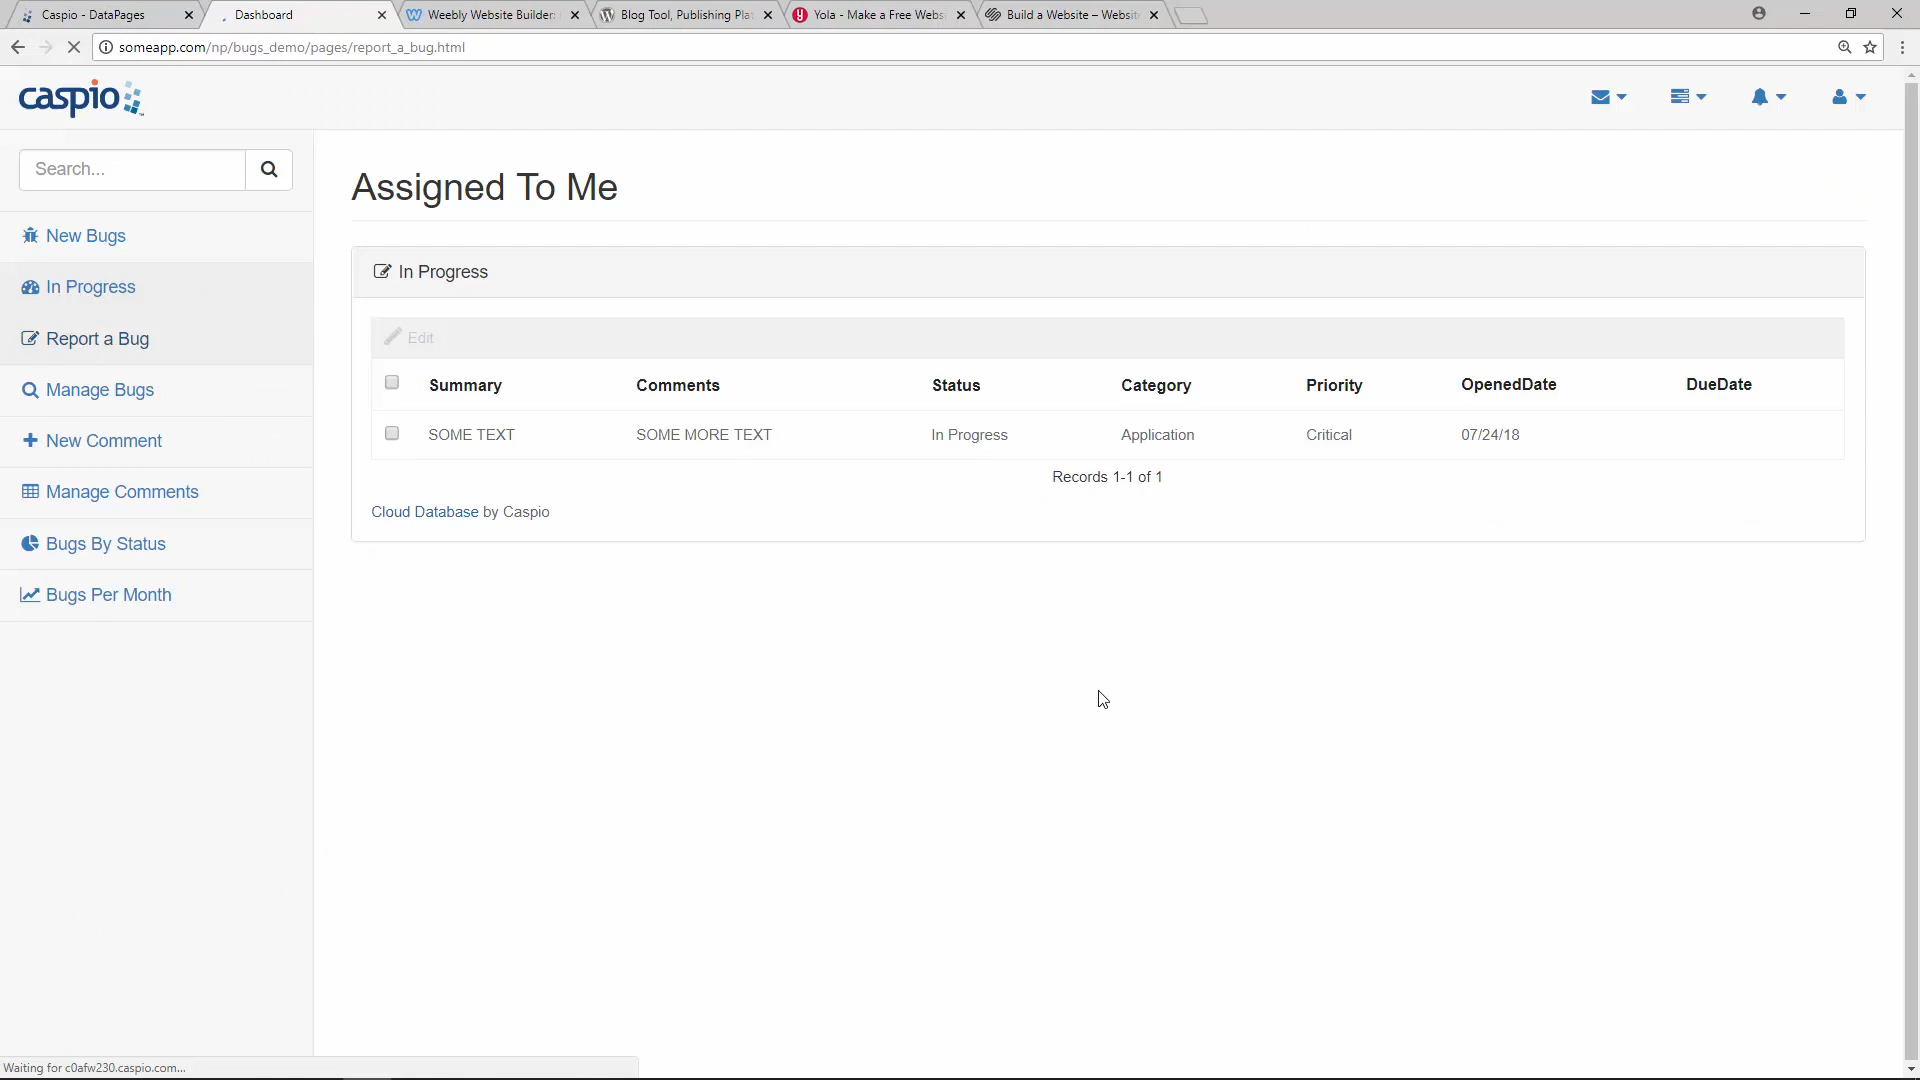 Caspio - DataPages
Dashboard
Weebly Website Builder:
Blog Tool, Publishing Pla
Yola - Make a Free Webs
Build a Website – Website
someapp.com/np/bugs_demo/pages/report_a_bug.html
caspio
Search...
New Bugs
In Progress
Report a Bug
Manage Bugs
New Comment
Manage Comments
Bugs By Status
Bugs Per Month
Assigned To Me
In Progress
Edit
Summary Comments Status Category Priority OpenedDate DueDate
SOME TEXT SOME MORE TEXT In Progress Application Critical 07/24/18
Records 1-1 of 1
Cloud Database by Caspio
Waiting for c0afw230.caspio.com...